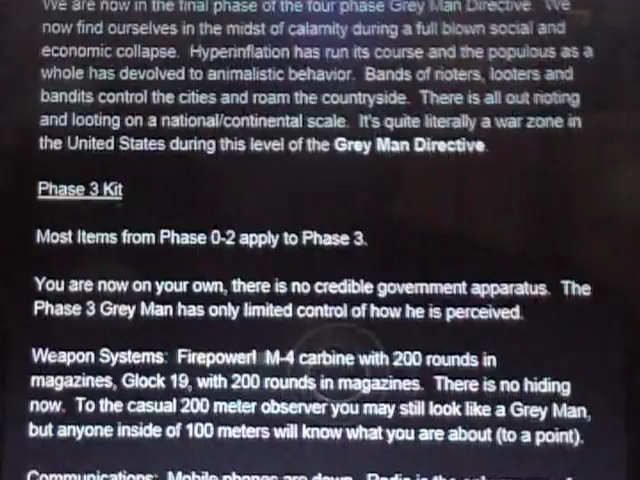 We are now in the final phase of the four phase Grey Man Directive. We
now find ourselves in the midst of calamity during a full blown social and
economic collapse. Hyperinflation has run its course and the populous as a
whole has devolved to animalistic behavior. Bands of rioters, looters and
bandits control the cities and roam the countryside. There is all out rioting
and looting on a national/continental scale. It's quite literally a war zone in
the United States during this level of the Grey Man Directive.
Phase 3 Kit
Most Items from Phase 0-2 apply to Phase 3.
You are now on your own, there is no credible government apparatus. The
Phase 3 Grey Man has only limited control of how he is perceived.
Weapon Systems: Firepower! M-4 carbine with 200 rounds in
magazines, Glock 19, with 200 rounds in magazines. There is no hiding
now. To the casual 200 meter observer you may still look like a Grey Man,
but anyone inside of 100 meters will know what you are about (to a point).
Communications: Mobile phones are down. Radio is the